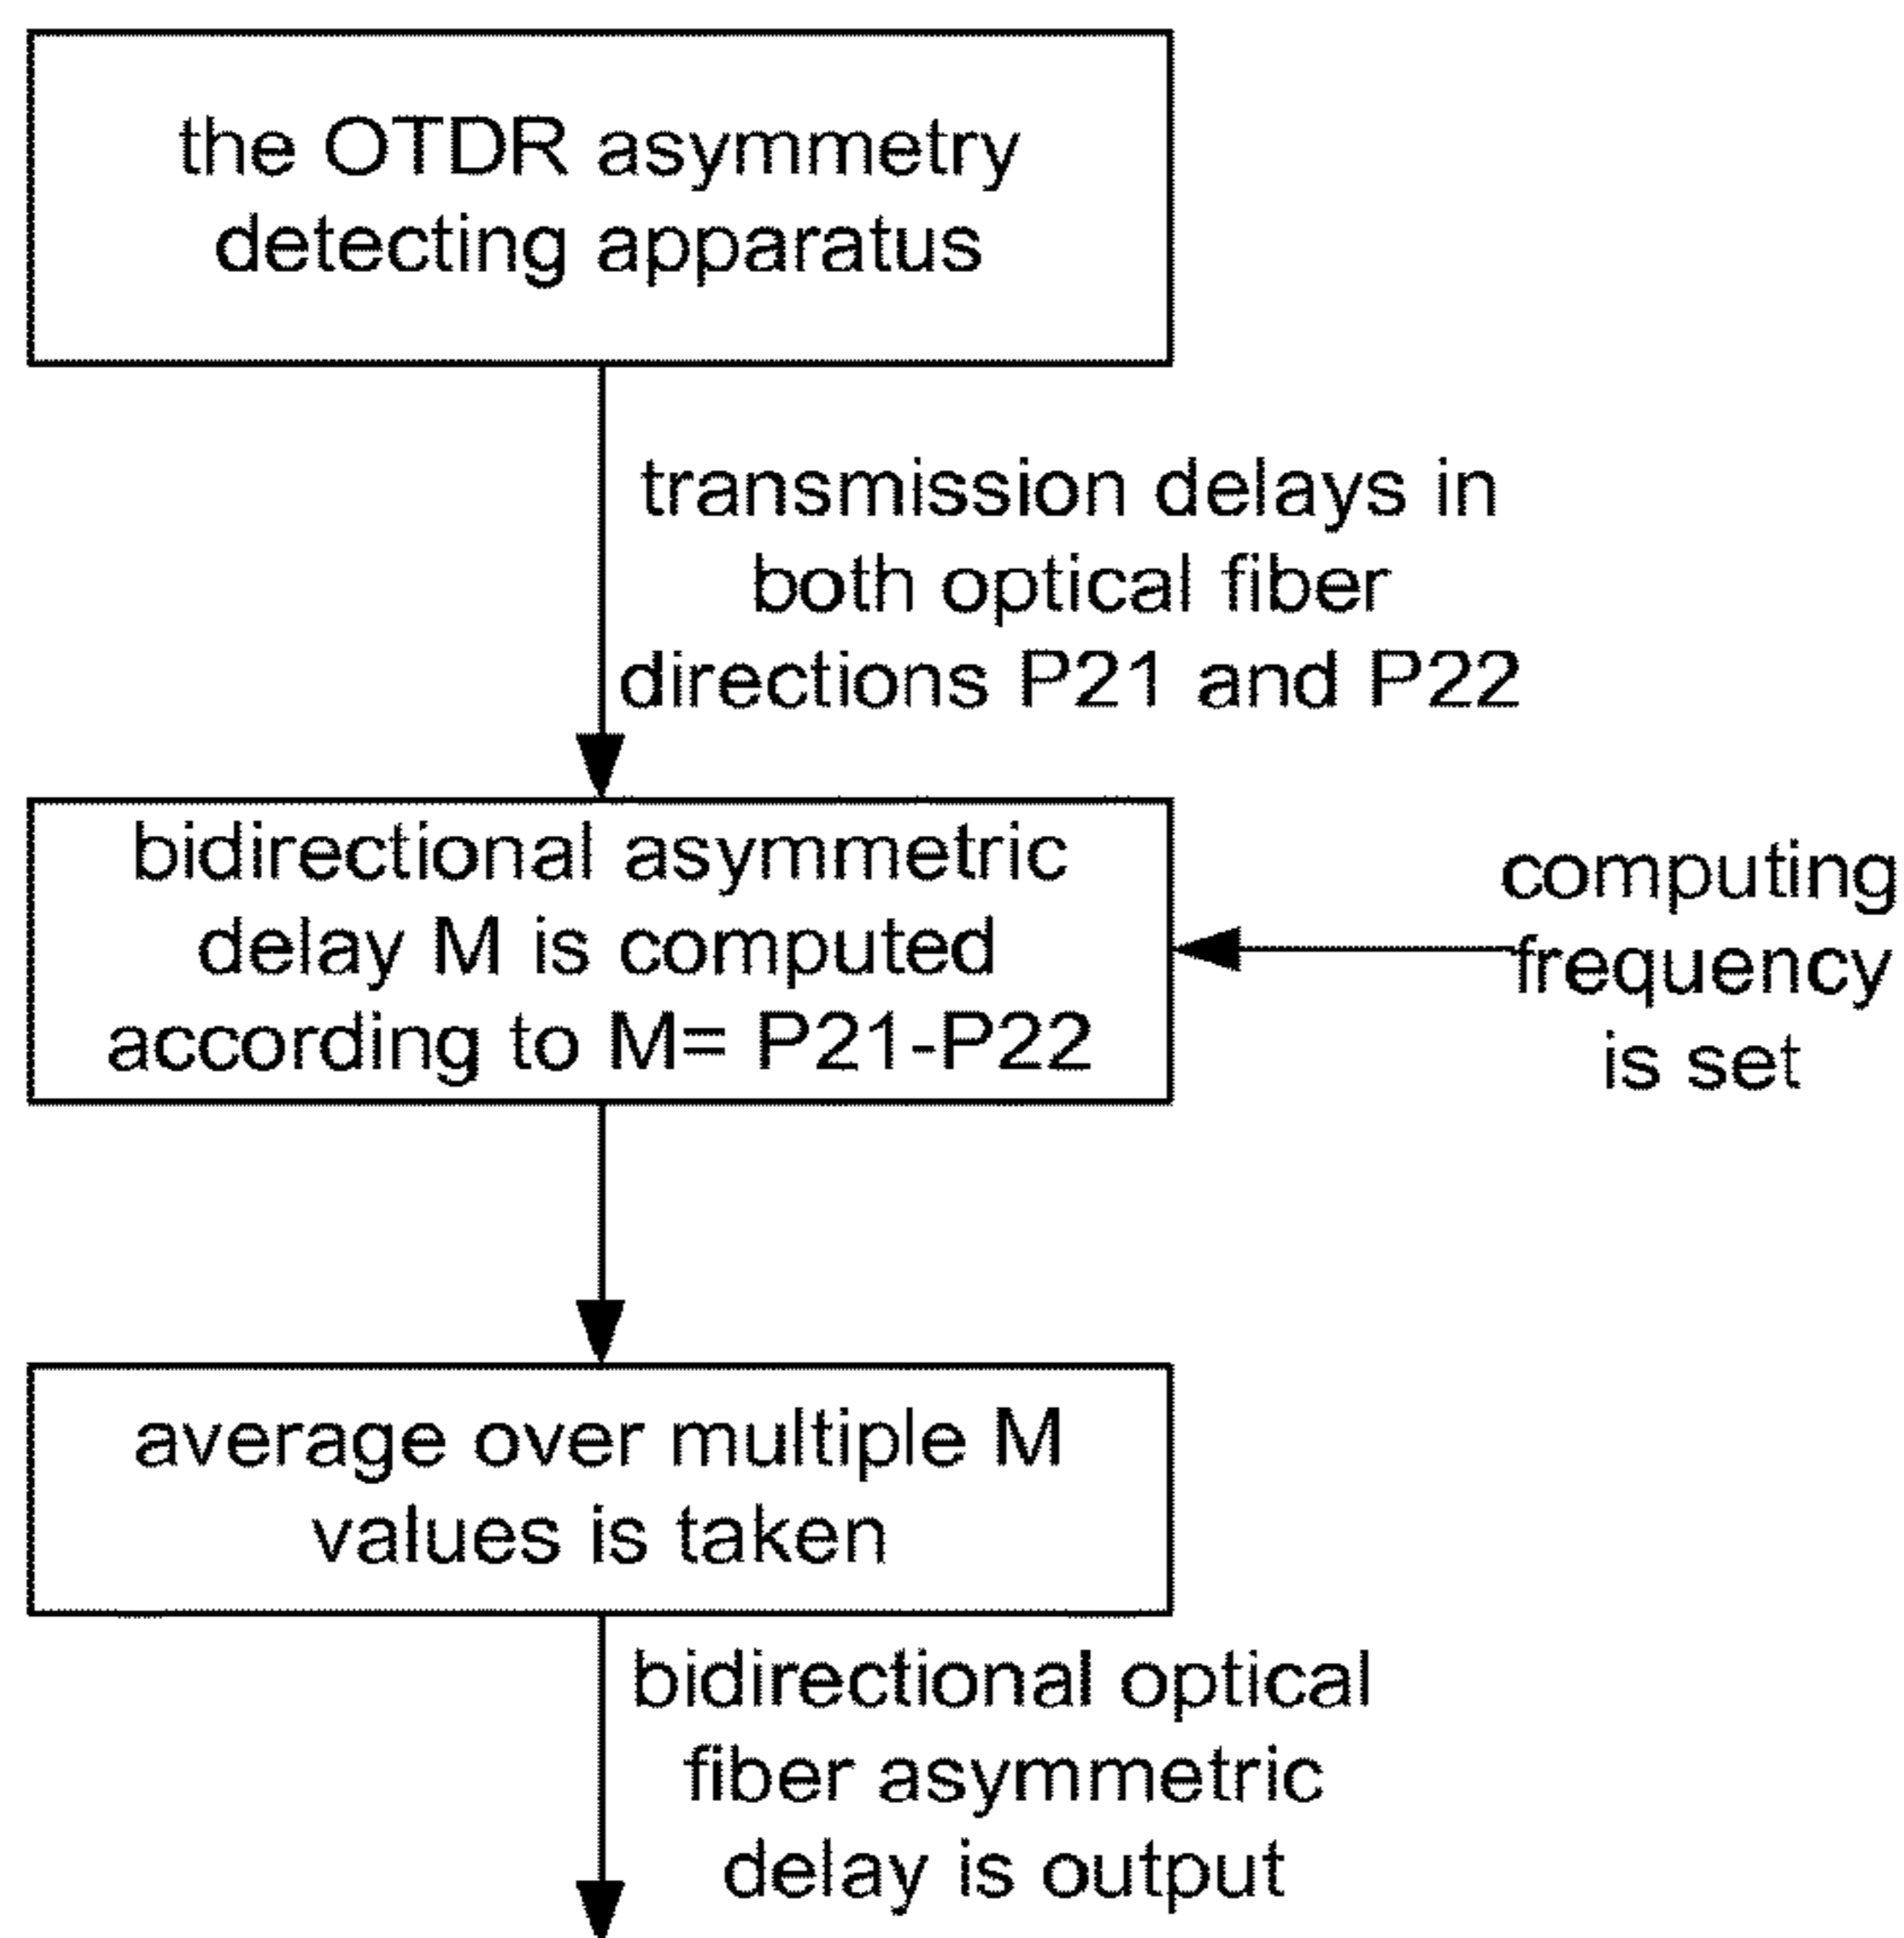 the OTDR asymmetry
detecting apparatus
transmission delays in
both optical fiber
directions P21 and P22
bidirectional asymmetric
delay M is computed
according to M= P21-P22
computing
frequency
is set
average over multiple M
values is taken
bidirectional optical
fiber asymmetric
delay is output